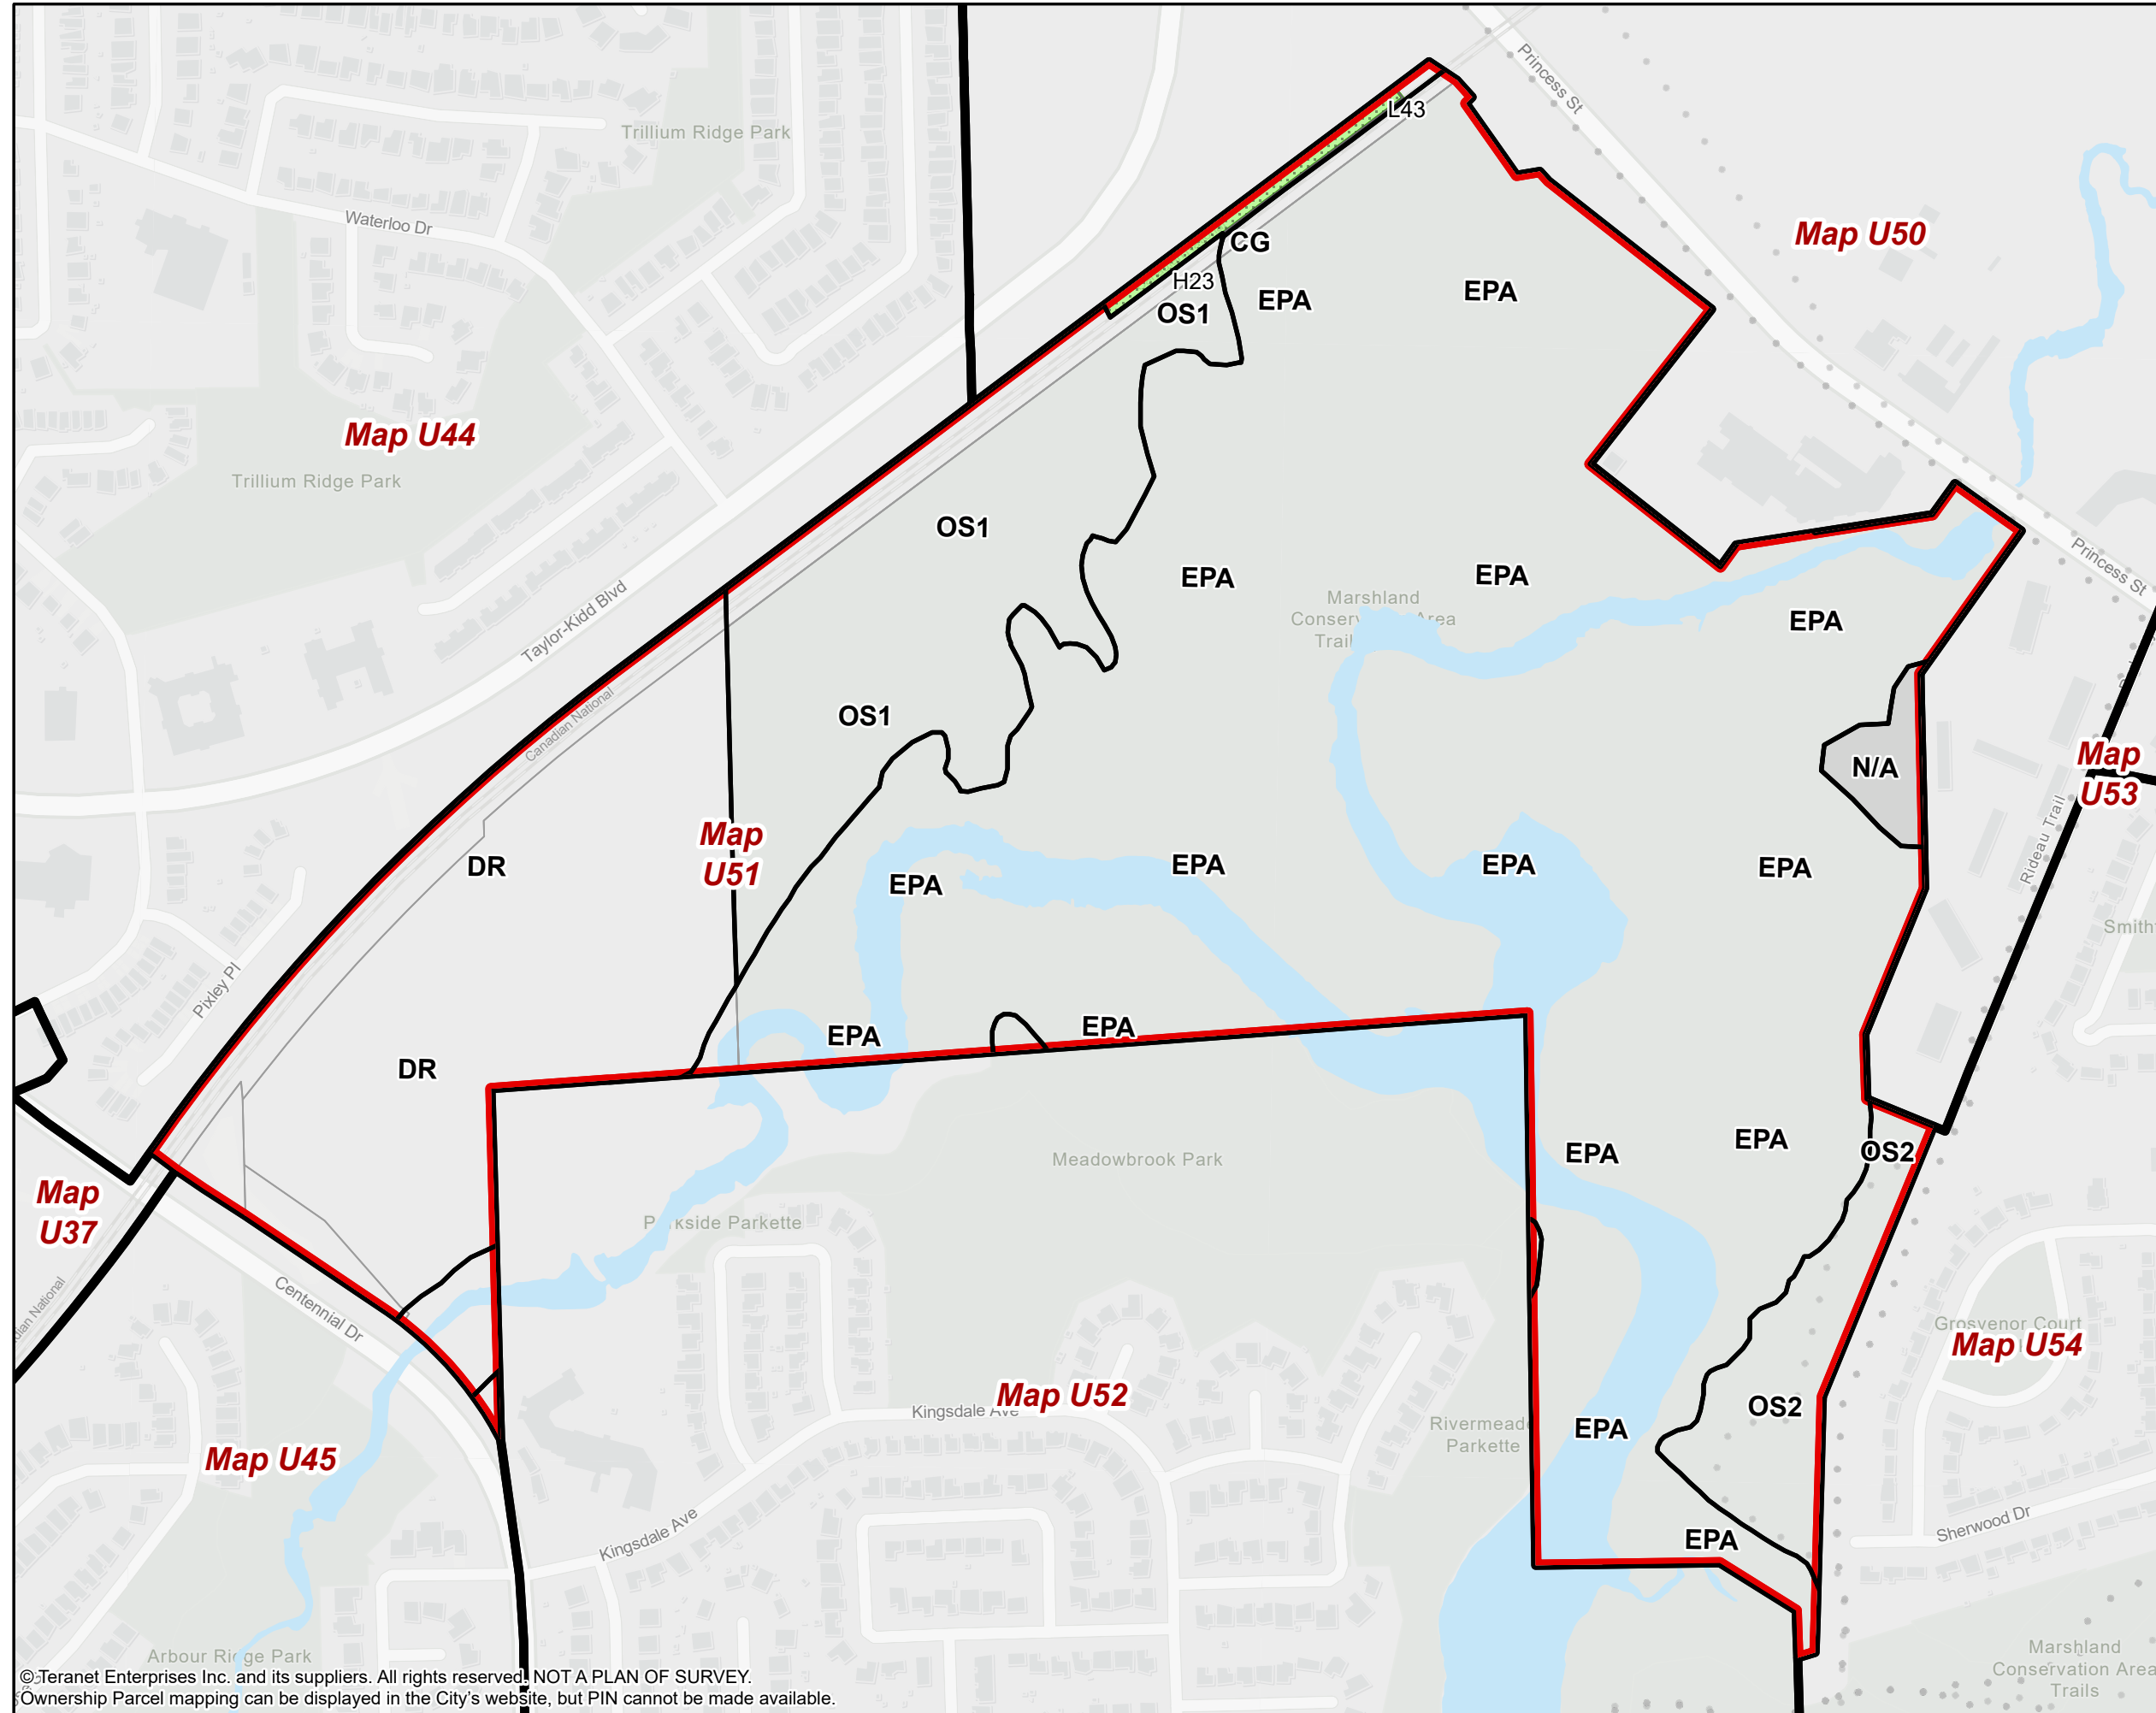 Princess St
Trillium Ridge Park
L43
Waterloo Dr
Map U50
CG
H23
EPA
EPA
OS1
Map U44
Trillium Ridge Park
OS1
Princess St
EPA
EPA
Marshland
Trail
EPA
Taylor-Kidd Blvd
Canadian National
OS1
N/A
Map
U53
Map
U51
Rideau Trail
DR
EPA
EPA
EPA
EPA
Pixley Pl
EPA
EPA
DR
EPA
EPA
OS2
Meadowbrook Park
Map
U37
Centennial Dr
Grosvenor Court
Map U54
Map U52
Kingsdale Ave
OS2
EPA
Parkette
Map U45
Kingsdale Ave
Sherwood Dr
EPA
Arbour Ridge Park
Marshland
Conservation Area
Trails
© Teranet Enterprises Inc. and its suppliers. All rights reserved. NOT A PLAN OF SURVEY.
Ownership Parcel mapping can be displayed in the City's website, but PIN cannot be made available.